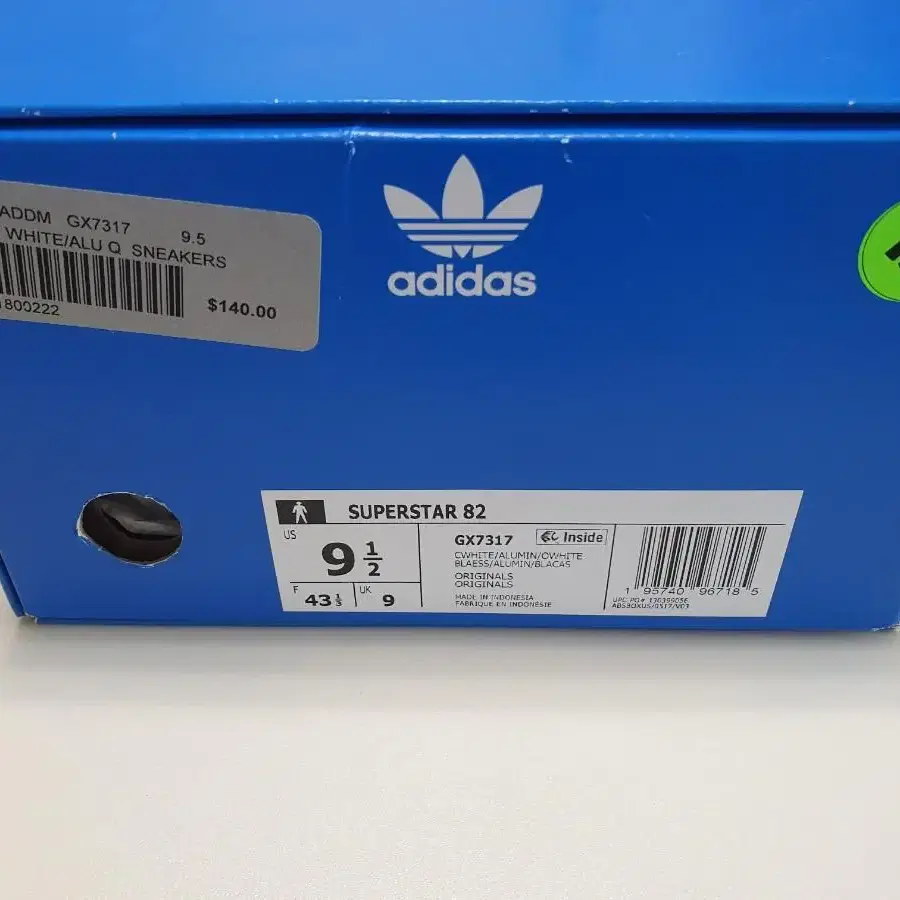 ADDM GX7317 9.5
WHITE/ALU Q SNEAKERS
800222
$140.00
adidas
SUPERSTAR 82
US
9 1/2
F
43 1/3
UK
9
GX7317
Inside
CWHITE/ALUMIN/CWHITE
BLAESS/ALUMIN/BLACAS
ORIGINALS
ORIGINALS
MADE IN INDONESIA
FABRIQUE EN INDONESIE
1 95740 96718 5